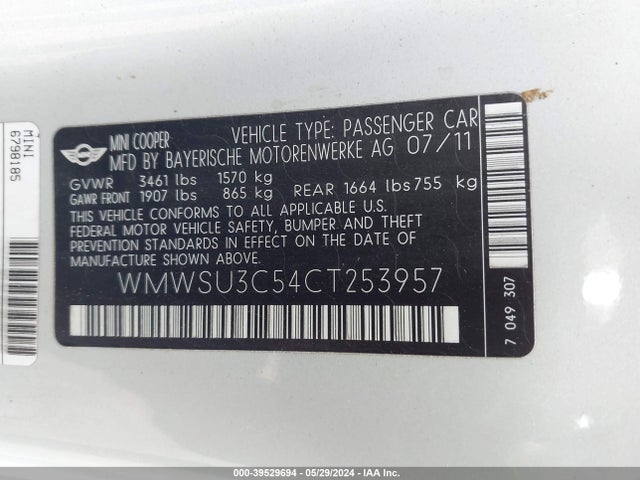 MINI
6798185
MINI COOPER VEHICLE TYPE: PASSENGER CAR
MFD BY BAYERISCHE MOTORENWERKE AG 07/11
GVWR 3461 lbs 1570 kg
GAWR FRONT 1907 lbs 865 kg REAR 1664 lbs 755 kg
THIS VEHICLE CONFORMS TO ALL APPLICABLE U.S.
FEDERAL MOTOR VEHICLE SAFETY, BUMPER AND THEFT
PREVENTION STANDARDS IN EFFECT ON THE DATE OF
MANUFACTURE SHOWN ABOVE.
WMWSU3C54CT253957
7 049 307
000-39529694 - 05/29/2024 - IAA Inc.